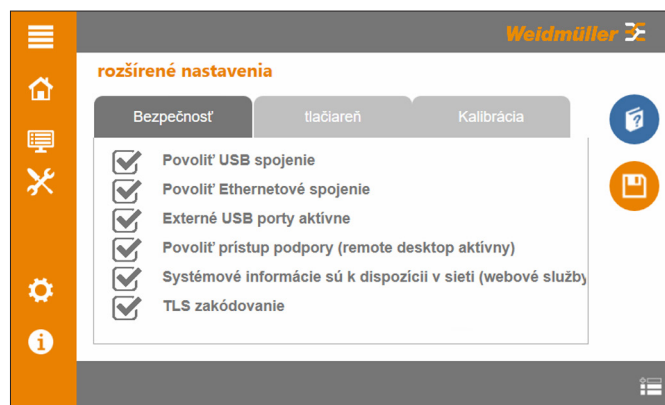 Weidmüller
rozšírené nastavenia
Bezpečnosť tlačiareň Kalibrácia
Povoliť USB spojenie
Povoliť Ethernetové spojenie
Externé USB porty aktívne
Povoliť prístup podpory (remote desktop aktívny)
Systémové informácie sú k dispozícii v sieti (webové služby
TLS zakódovanie